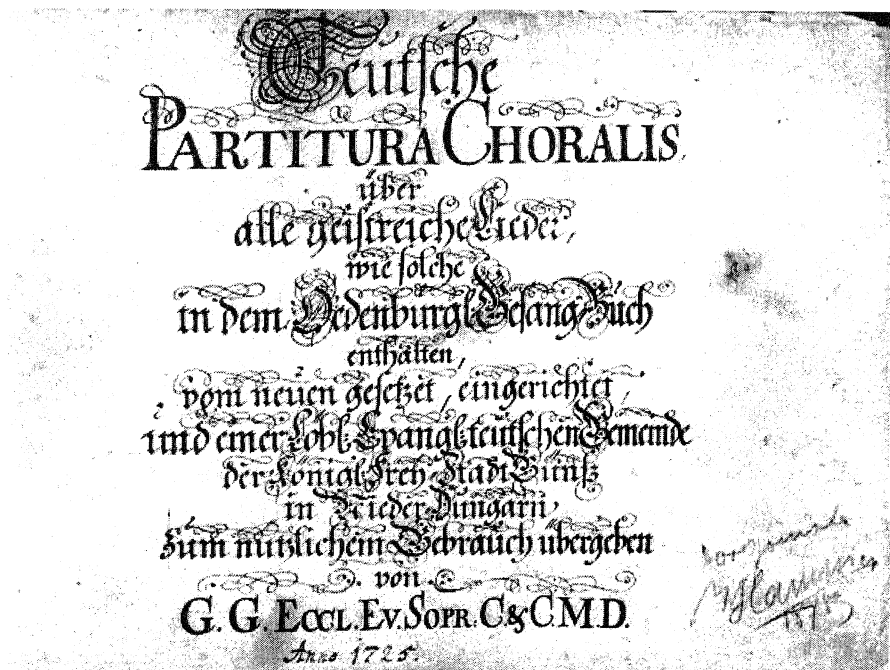 Teutsche
PARTITURA CHORALIS,
über
alle geistreiche Lieder,
wie solche
in dem Oedenburgl. Gesang-Buch
enthalten,
vom neuen gesetzet, eingerichtet,
und einer Löbl. Evangl. teutschen Gemeinde
der Königl. Frey-Stadt Günß
in Nieder Hungarn,
zum nutzlichem Gebrauch übergeben
von
G. G. ECCL. EV. SOPR. C. & C. M. D.
Anno 1725.